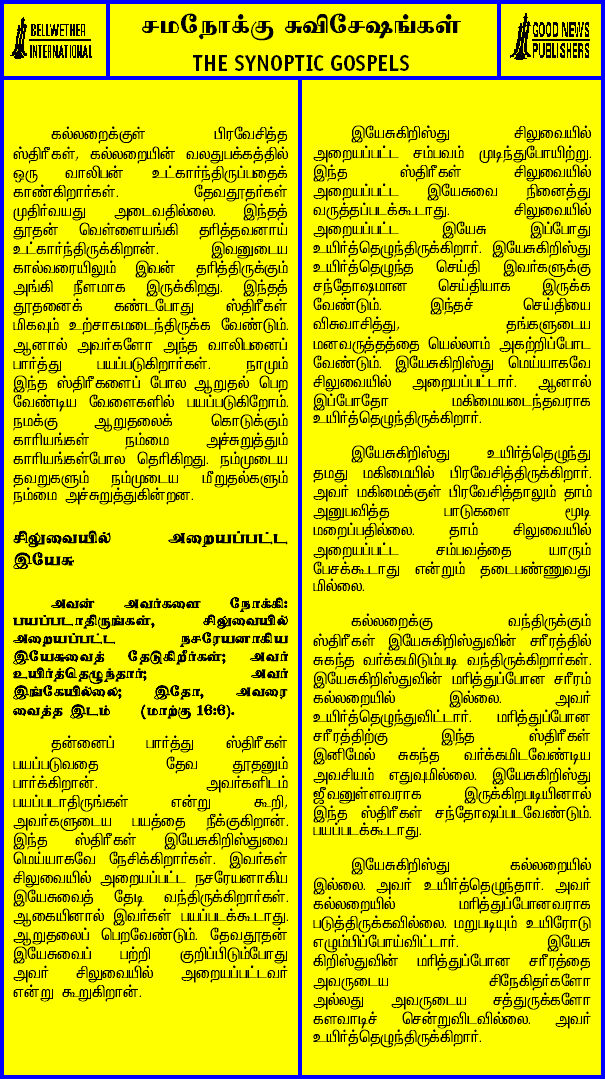 BELLWETHER
INTERNATIONAL
சமநோக்கு சுவிசேஷங்கள்
THE SYNOPTIC GOSPELS
GOOD NEWS
PUBLISHERS
கல்லறைக்குள் பிரவேசித்த
ஸ்திரீகள், கல்லறையின் வலதுபக்கத்தில்
ஒரு வாலிபன் உட்கார்ந்திருப்பதைக்
காண்கிறார்கள். தேவதூதர்கள்
முதிர்வயது அடைவதில்லை. இந்தத்
தூதன் வெள்ளையங்கி தரித்தவனாய்
உட்கார்ந்திருக்கிறான். இவனுடைய
கால்வரையிலும் இவன் தரித்திருக்கும்
அங்கி நீளமாக இருக்கிறது. இந்தத்
தூதனைக் கண்டபோது ஸ்திரீகள்
மிகவும் உற்சாகமடைந்திருக்க வேண்டும்.
ஆனால் அவர்களோ அந்த வாலிபனைப்
பார்த்து பயப்படுகிறார்கள். நாமும்
இந்த ஸ்திரீகளைப் போல ஆறுதல் பெற
வேண்டிய வேளைகளில் பயப்படுகிறோம்.
நமக்கு ஆறுதலைக் கொடுக்கும்
காரியங்கள் நம்மை அச்சுறுத்தும்
காரியங்கள்போல தெரிகிறது. நம்முடைய
தவறுகளும் நம்முடைய மீறுதல்களும்
நம்மை அச்சுறுத்துகின்றன.
சிலுவையில் அறையப்பட்ட
இயேசு
அவன் அவர்களை நோக்கி:
பயப்படாதிருங்கள், சிலுவையில்
அறையப்பட்ட நசரேயனாகிய
இயேசுவைத் தேடுகிறீர்கள்; அவர்
உயிர்த்தெழுந்தார்; அவர்
இங்கேயில்லை; இதோ, அவரை
வைத்த இடம் (மாற்கு 16:6).
தன்னைப் பார்த்து ஸ்திரீகள்
பயப்படுவதை தேவ தூதனும்
பார்க்கிறான். அவர்களிடம்
பயப்படாதிருங்கள் என்று கூறி,
அவர்களுடைய பயத்தை நீக்குகிறான்.
இந்த ஸ்திரீகள் இயேசுகிறிஸ்துவை
மெய்யாகவே நேசிக்கிறார்கள். இவர்கள்
சிலுவையில் அறையப்பட்ட நசரேயனாகிய
இயேசுவைத் தேடி வந்திருக்கிறார்கள்.
ஆகையினால் இவர்கள் பயப்படக்கூடாது.
ஆறுதலைப் பெறவேண்டும். தேவதூதன்
இயேசுவைப் பற்றி குறிப்பிடும்போது
அவர் சிலுவையில் அறையப்பட்டவர்
என்று கூறுகிறான்.
இயேசுகிறிஸ்து சிலுவையில்
அறையப்பட்ட சம்பவம் முடிந்துபோயிற்று.
இந்த ஸ்திரீகள் சிலுவையில்
அறையப்பட்ட இயேசுவை நினைத்து
வருத்தப்படக்கூடாது. சிலுவையில்
அறையப்பட்ட இயேசு இப்போது
உயிர்த்தெழுந்திருக்கிறார். இயேசுகிறிஸ்து
உயிர்த்தெழுந்த செய்தி இவர்களுக்கு
சந்தோஷமான செய்தியாக இருக்க
வேண்டும். இந்தச் செய்தியை
விசுவாசித்து, தங்களுடைய
மனவருத்தத்தை யெல்லாம் அகற்றிப்போட
வேண்டும். இயேசுகிறிஸ்து மெய்யாகவே
சிலுவையில் அறையப்பட்டார். ஆனால்
இப்போதோ மகிமையடைந்தவராக
உயிர்த்தெழுந்திருக்கிறார்.
இயேசுகிறிஸ்து உயிர்த்தெழுந்து
தமது மகிமையில் பிரவேசித்திருக்கிறார்.
அவர் மகிமைக்குள் பிரவேசித்தாலும் தாம்
அனுபவித்த பாடுகளை மூடி
மறைப்பதில்லை. தாம் சிலுவையில்
அறையப்பட்ட சம்பவத்தை யாரும்
பேசக்கூடாது என்றும் தடைபண்ணுவது
மில்லை.
கல்லறைக்கு வந்திருக்கும்
ஸ்திரீகள் இயேசுகிறிஸ்துவின் சரீரத்தில்
சுகந்த வர்க்கமிடும்படி வந்திருக்கிறார்கள்.
இயேசுகிறிஸ்துவின் மரித்துப்போன சரீரம்
கல்லறையில் இல்லை. அவர்
உயிர்த்தெழுந்துவிட்டார். மரித்துப்போன
சரீரத்திற்கு இந்த ஸ்திரீகள்
இனிமேல் சுகந்த வர்க்கமிடவேண்டிய
அவசியம் எதுவுமில்லை. இயேசுகிறிஸ்து
ஜீவனுள்ளவராக இருக்கிறபடியினால்
இந்த ஸ்திரீகள் சந்தோஷப்படவேண்டும்.
பயப்படக்கூடாது.
இயேசுகிறிஸ்து கல்லறையில்
இல்லை. அவர் உயிர்த்தெழுந்தார். அவர்
கல்லறையில் மரித்துப்போனவராக
படுத்திருக்கவில்லை. மறுபடியும் உயிரோடு
எழும்பிப்போய்விட்டார். இயேசு
கிறிஸ்துவின் மரித்துப்போன சரீரத்தை
அவருடைய சிநேகிதர்களோ
அல்லது அவருடைய சத்துருக்களோ
களவாடிச் சென்றுவிடவில்லை. அவர்
உயிர்த்தெழுந்திருக்கிறார்.